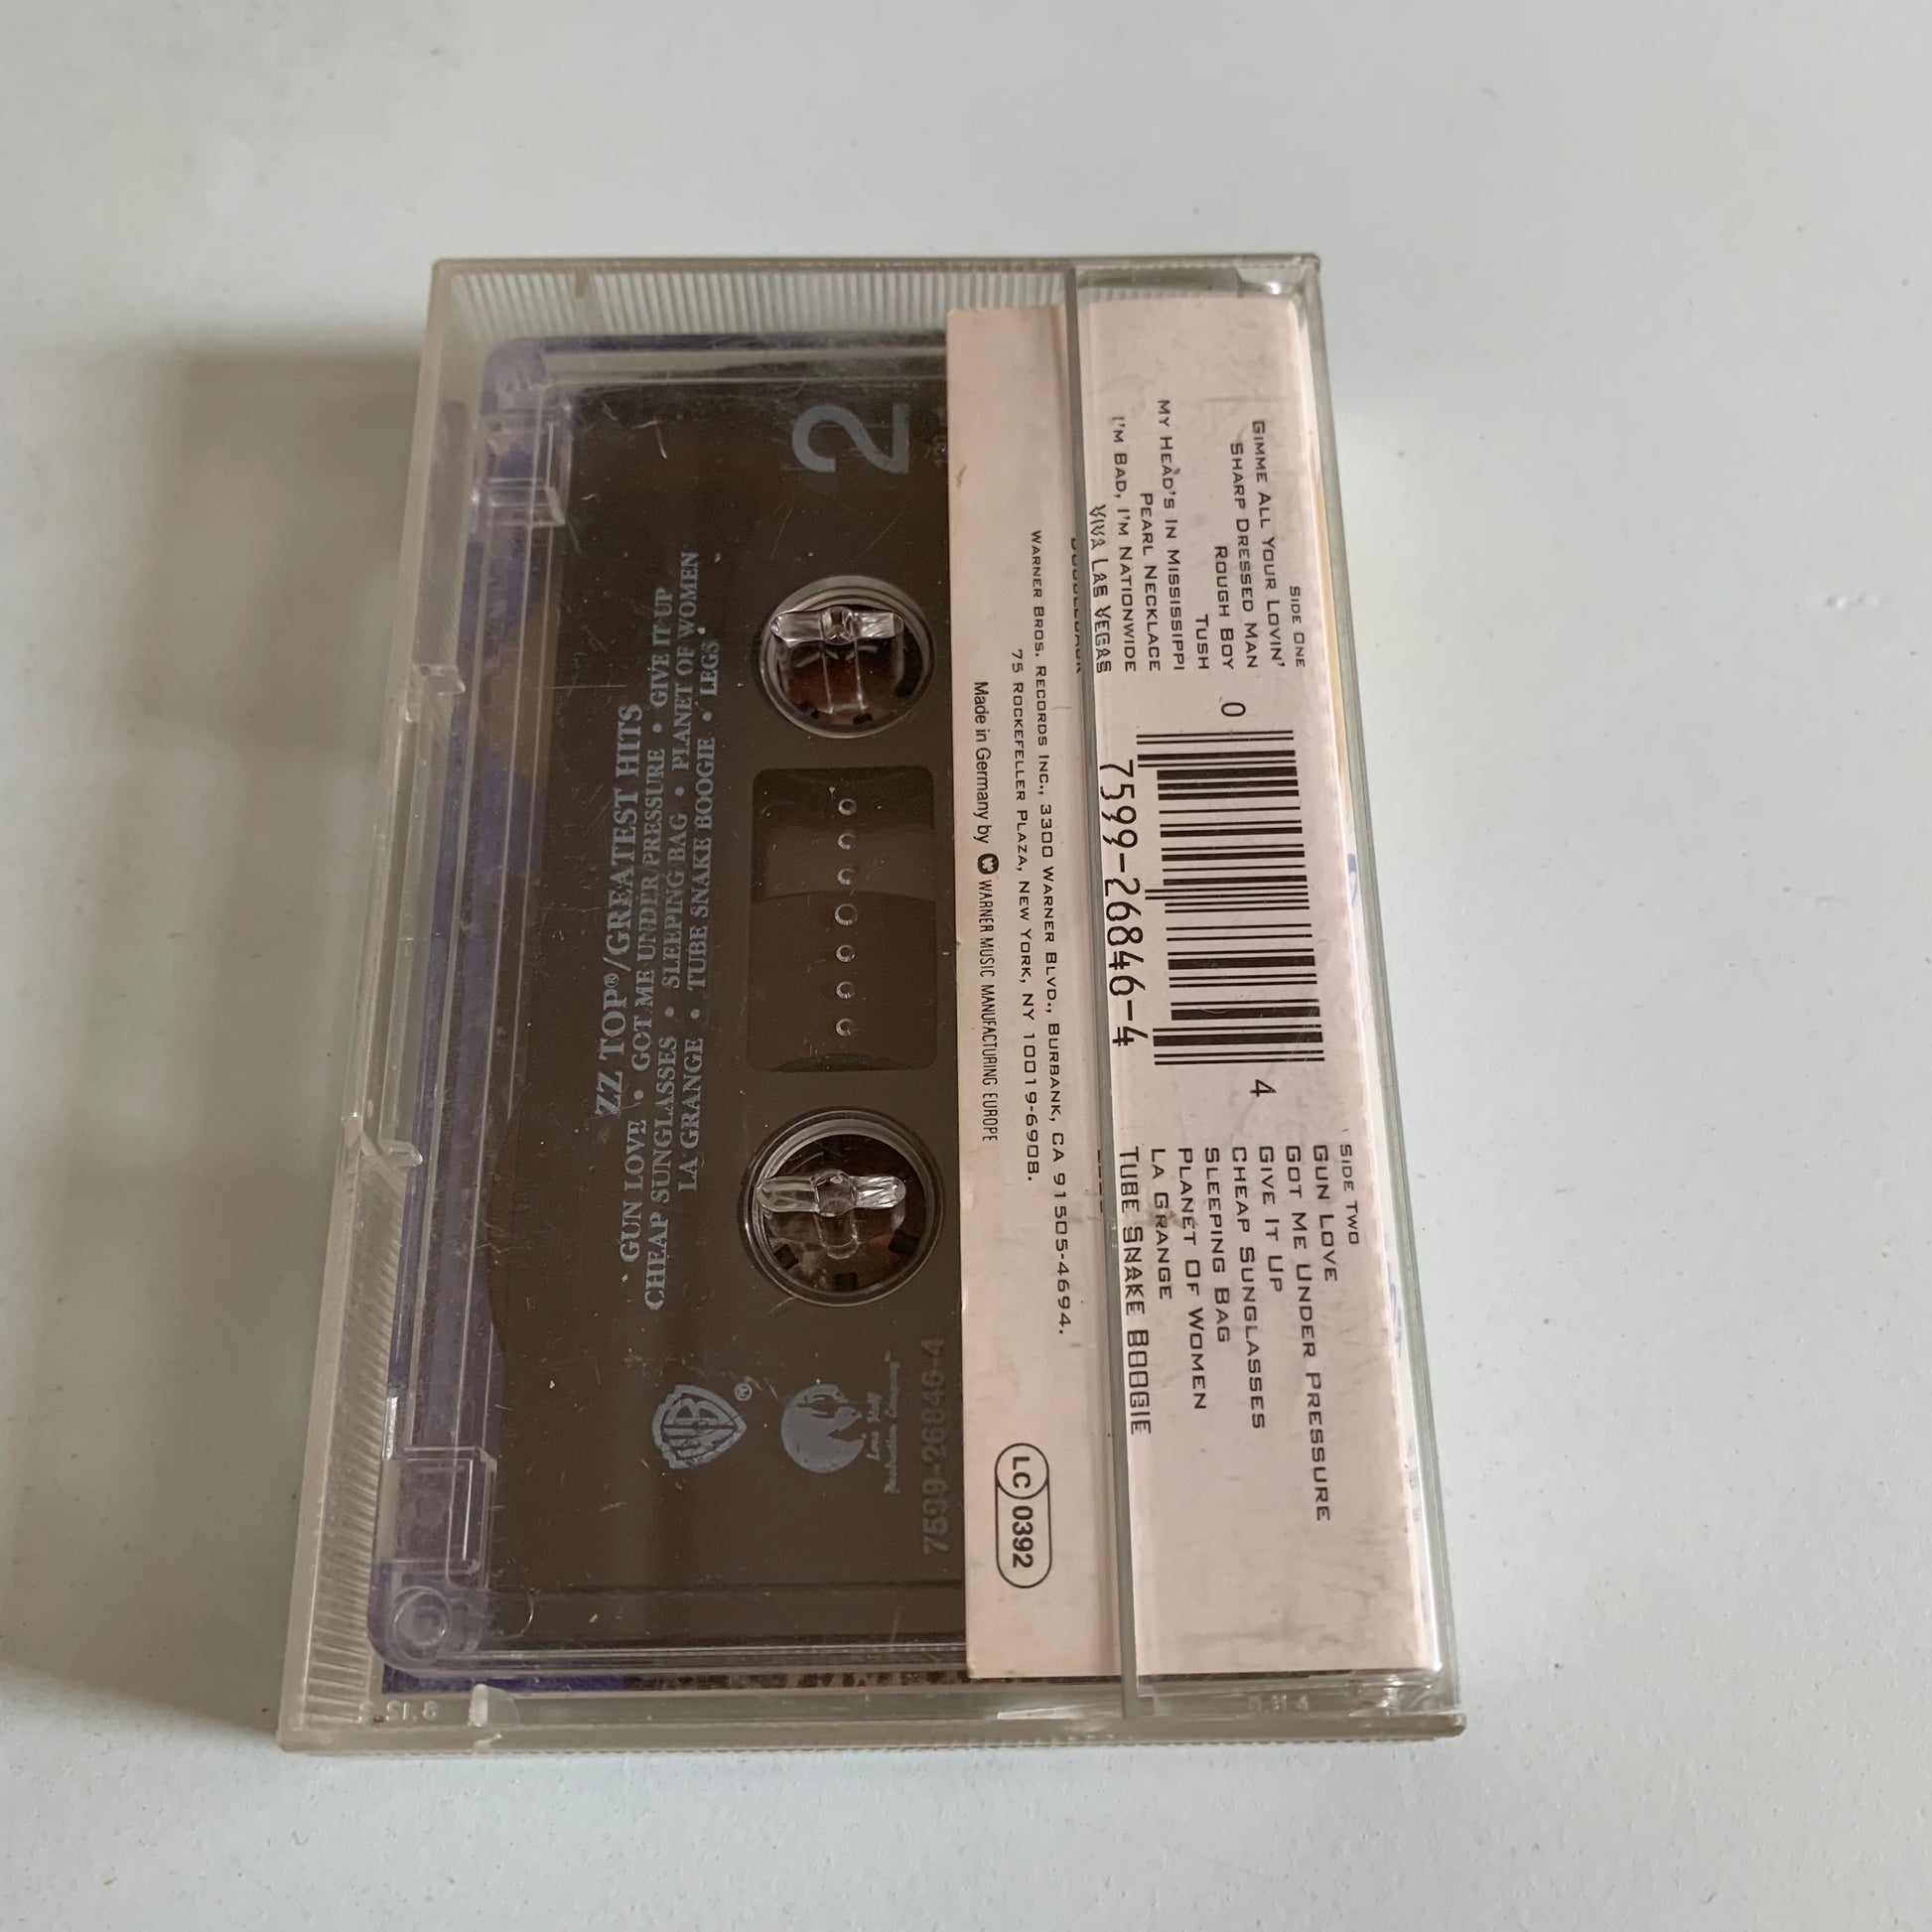 SIDE ONE
GIMME ALL YOUR LOVIN'
SHARP DRESSED MAN
ROUGH BOY
TUSH
MY HEAD'S IN MISSISSIPPI
PEARL NECKLACE
I'M BAD, I'M NATIONWIDE
VIVA LAS VEGAS
0
7599-26846-4
4
SIDE TWO
GUN LOVE
GOT ME UNDER PRESSURE
GIVE IT UP
CHEAP SUNGLASSES
SLEEPING BAG
PLANET OF WOMEN
LA GRANGE
TUBE SNAKE BOOGIE
WARNER BROS. RECORDS INC., 3300 WARNER BLVD., BURBANK, CA 91505-4694.
75 ROCKEFELLER PLAZA, NEW YORK, NY 10019-6908.
Made in Germany by WARNER MUSIC MANUFACTURING EUROPE
LC 0392
2
7599-26846-4
Lone Wolf
Production Company™
WB®
ZZ TOP®/GREATEST HITS
GUN LOVE • GOT ME UNDER PRESSURE • GIVE IT UP
CHEAP SUNGLASSES • SLEEPING BAG • PLANET OF WOMEN
LA GRANGE • TUBE SNAKE BOOGIE • LEGS